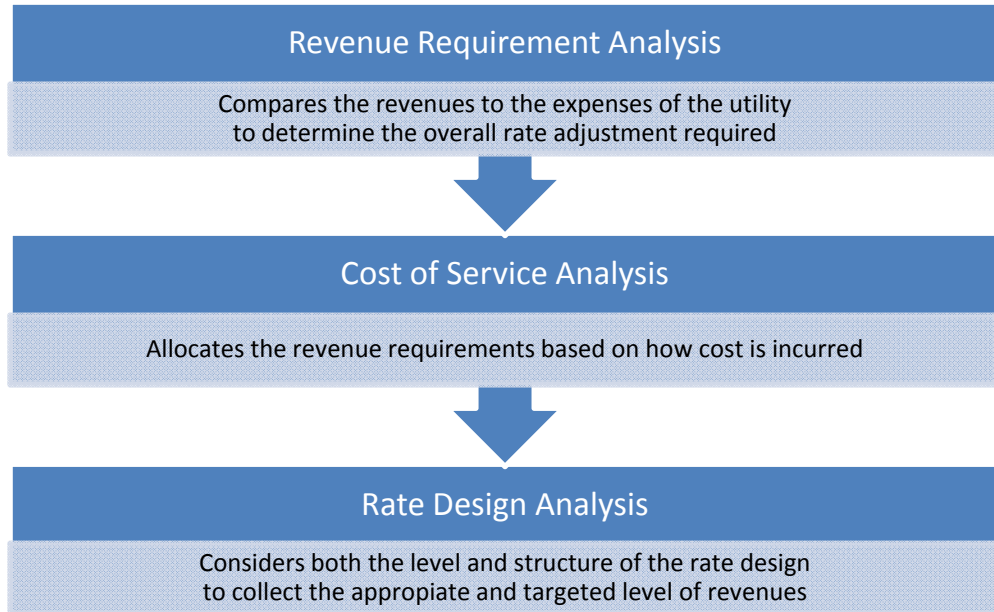 Revenue Requirement Analysis
Compares the revenues to the expenses of the utility
to determine the overall rate adjustment required
Cost of Service Analysis
Allocates the revenue requirements based on how cost is incurred
Rate Design Analysis
Considers both the level and structure of the rate design
to collect the appropiate and targeted level of revenues